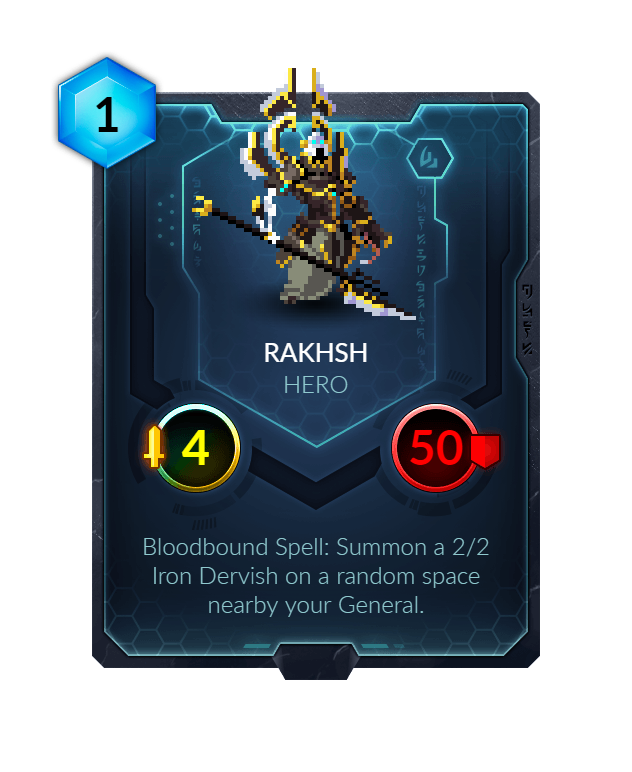 1
RAKHSH
HERO
4
50
Bloodbound Spell: Summon a 2/2
Iron Dervish on a random space
nearby your General.